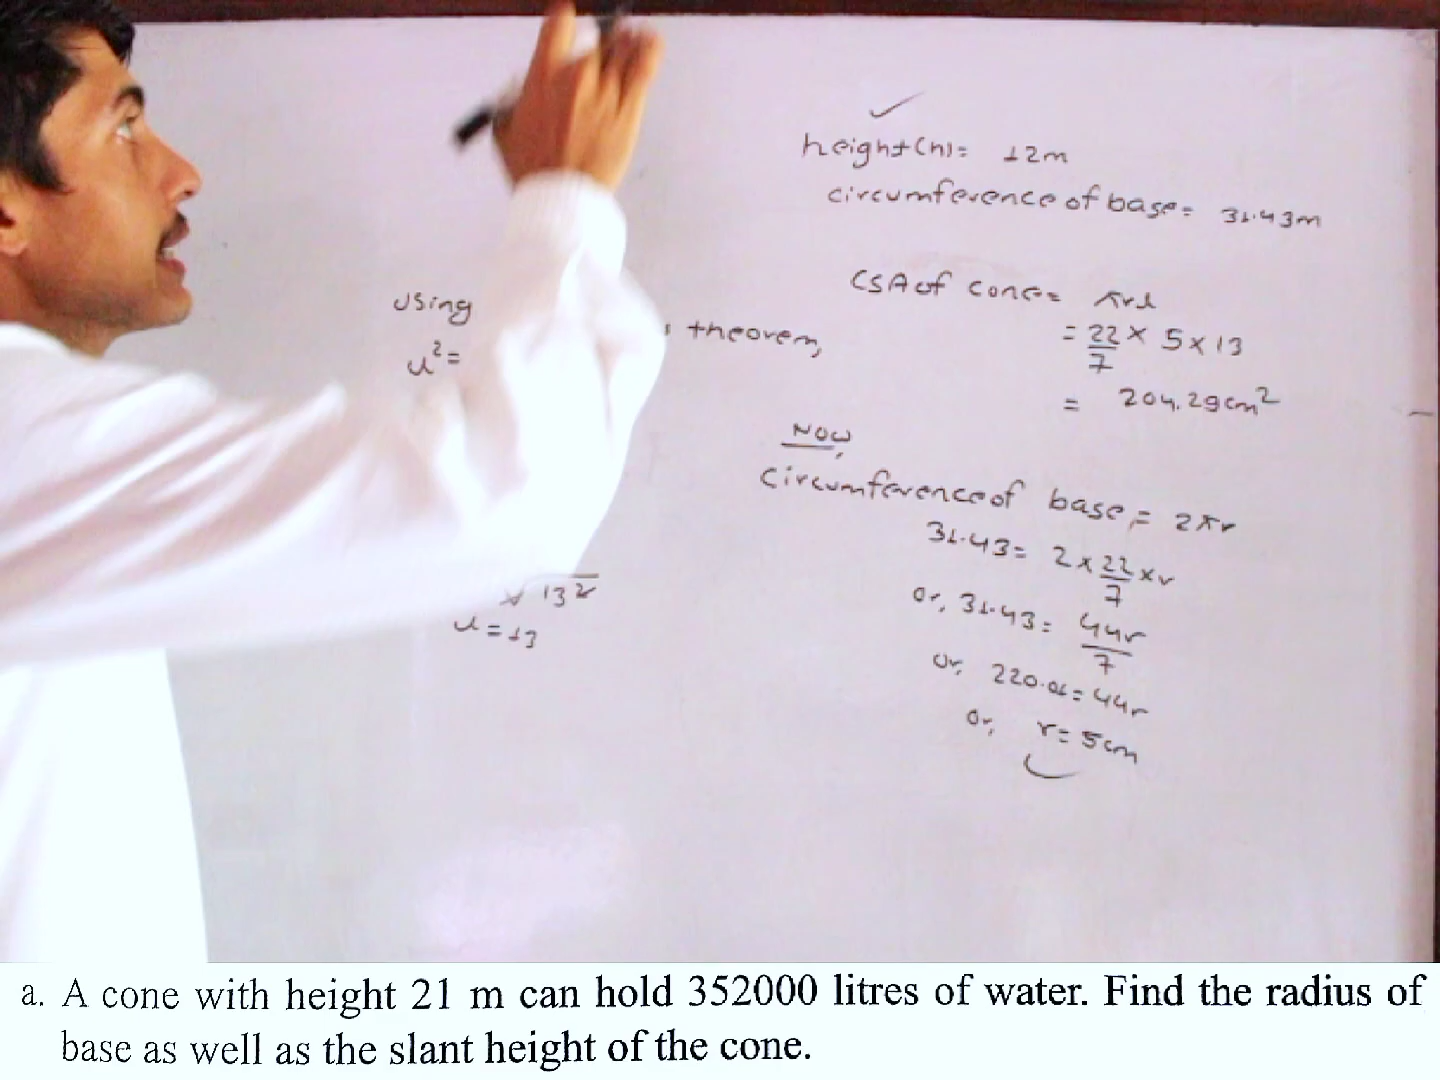 height(h)= 12m
circumference of base= 31.43m
CSA of cone= πrl
= 22/7 × 5 × 13
= 204.29cm²
Using theorem,
l²=
√13²
l = 13
Now,
Circumference of base = 2πr
31.43 = 2 × 22/7 × r
or, 31.43 = 44r/7
or, 220.01 = 44r
or, r = 5cm
a. A cone with height 21 m can hold 352000 litres of water. Find the radius of
base as well as the slant height of the cone.